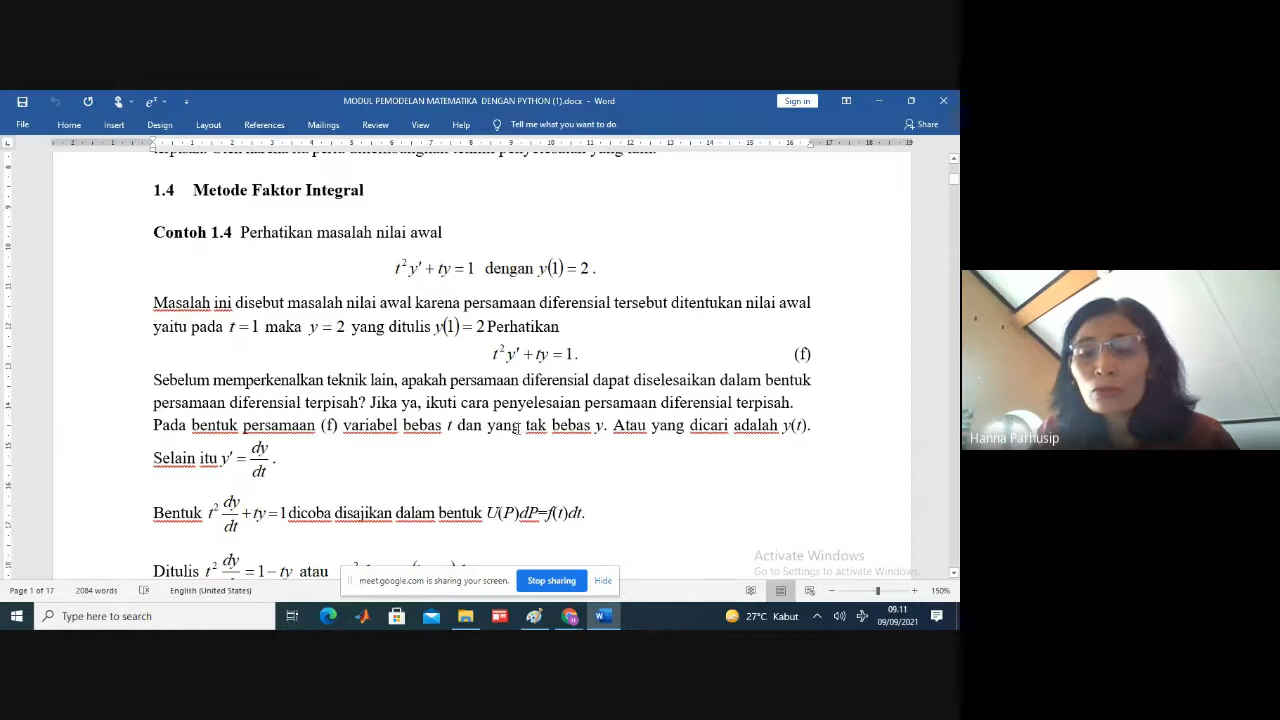 MODUL PEMODELAN MATEMATIKA DENGAN PYTHON (1).docx - Word
Sign in
File Home Insert Design Layout References Mailings Review View Help Tell me what you want to do Share
1.4 Metode Faktor Integral
Contoh 1.4 Perhatikan masalah nilai awal
t²y′ + ty = 1 dengan y(1) = 2 .
Masalah ini disebut masalah nilai awal karena persamaan diferensial tersebut ditentukan nilai awal
yaitu pada t = 1 maka y = 2 yang ditulis y(1) = 2 Perhatikan
t²y′ + ty = 1. (f)
Sebelum memperkenalkan teknik lain, apakah persamaan diferensial dapat diselesaikan dalam bentuk
persamaan diferensial terpisah? Jika ya, ikuti cara penyelesaian persamaan diferensial terpisah.
Pada bentuk persamaan (f) variabel bebas t dan yang tak bebas y. Atau yang dicari adalah y(t).
Selain itu y′ = dy/dt .
Bentuk t² dy/dt + ty = 1 dicoba disajikan dalam bentuk U(P)dP=f(t)dt.
Ditulis t² dy/ = 1 − ty atau
meet.google.com is sharing your screen. Stop sharing Hide
Activate Windows
Go to Settings to activate Windows.
Page 1 of 17 2084 words English (United States) 150%
Type here to search
27°C Kabut
09.11
09/09/2021
Hanna Parhusip